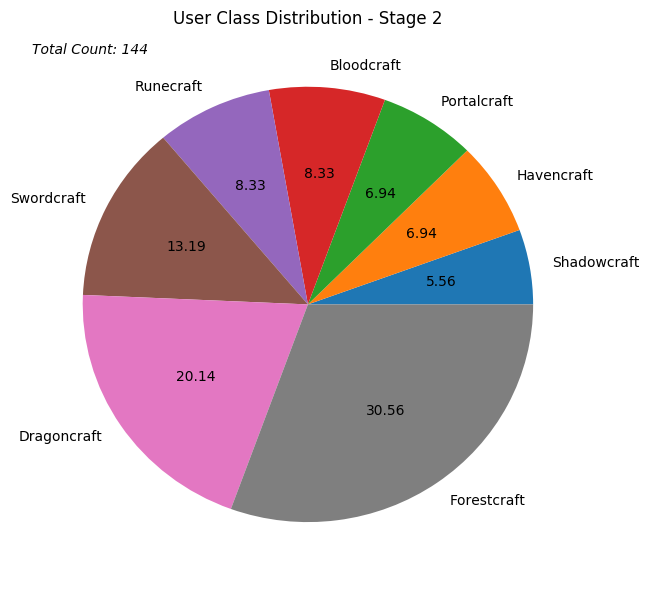 User Class Distribution - Stage 2
Total Count: 144
Bloodcraft
Runecraft
Portalcraft
Havencraft
Swordcraft
Shadowcraft
8.33
8.33
6.94
6.94
13.19
5.56
20.14
30.56
Dragoncraft
Forestcraft